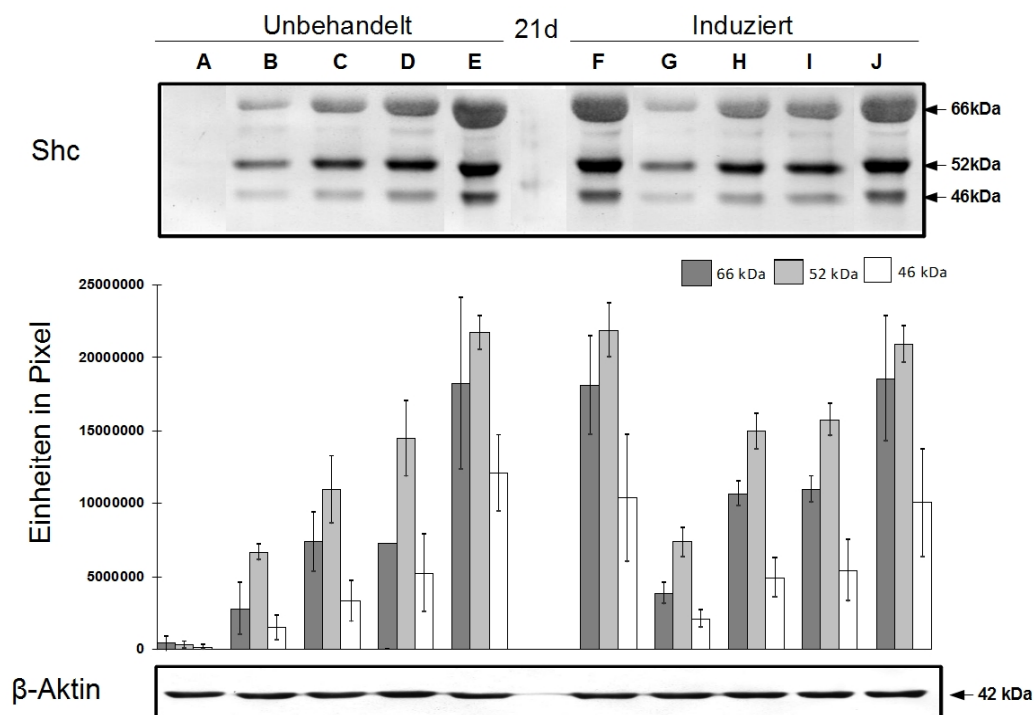 Unbehandelt 21d Induziert
A B C D E F G H I J
Shc
66kDa
52kDa
46kDa
66 kDa 52 kDa 46 kDa
Einheiten in Pixel
25000000
20000000
15000000
10000000
5000000
0
β-Aktin
42 kDa